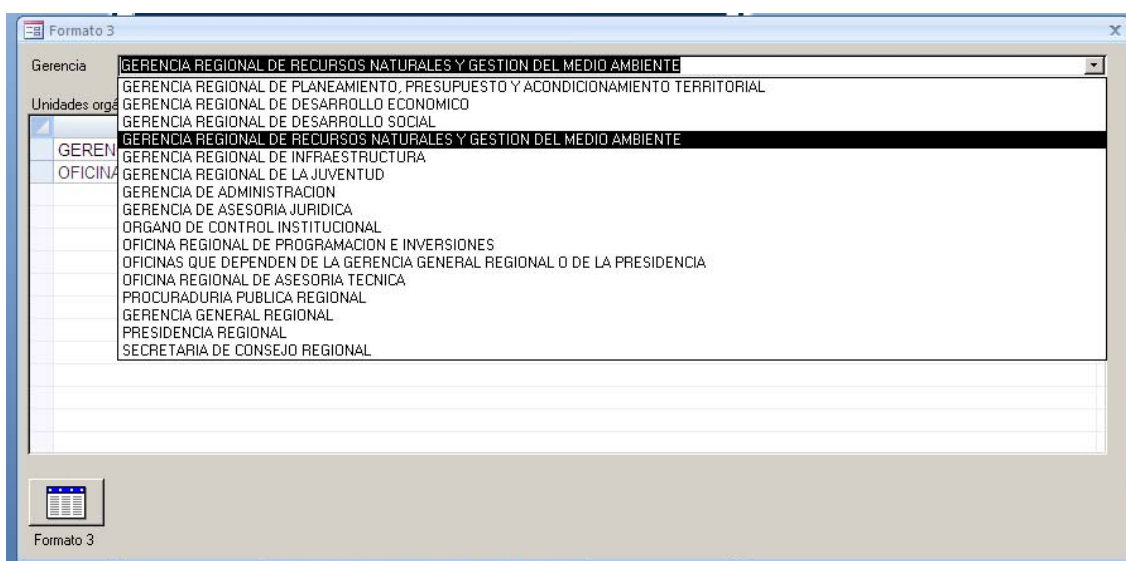 Formato 3
Gerencia GERENCIA REGIONAL DE RECURSOS NATURALES Y GESTION DEL MEDIO AMBIENTE
GERENCIA REGIONAL DE PLANEAMIENTO, PRESUPUESTO Y ACONDICIONAMIENTO TERRITORIAL
Unidades orgá GERENCIA REGIONAL DE DESARROLLO ECONOMICO
GERENCIA REGIONAL DE DESARROLLO SOCIAL
GERENCIA REGIONAL DE RECURSOS NATURALES Y GESTION DEL MEDIO AMBIENTE
GEREN GERENCIA REGIONAL DE INFRAESTRUCTURA
OFICINA GERENCIA REGIONAL DE LA JUVENTUD
GERENCIA DE ADMINISTRACION
GERENCIA DE ASESORIA JURIDICA
ORGANO DE CONTROL INSTITUCIONAL
OFICINA REGIONAL DE PROGRAMACION E INVERSIONES
OFICINAS QUE DEPENDEN DE LA GERENCIA GENERAL REGIONAL O DE LA PRESIDENCIA
OFICINA REGIONAL DE ASESORIA TECNICA
PROCURADURIA PUBLICA REGIONAL
GERENCIA GENERAL REGIONAL
PRESIDENCIA REGIONAL
SECRETARIA DE CONSEJO REGIONAL
Formato 3